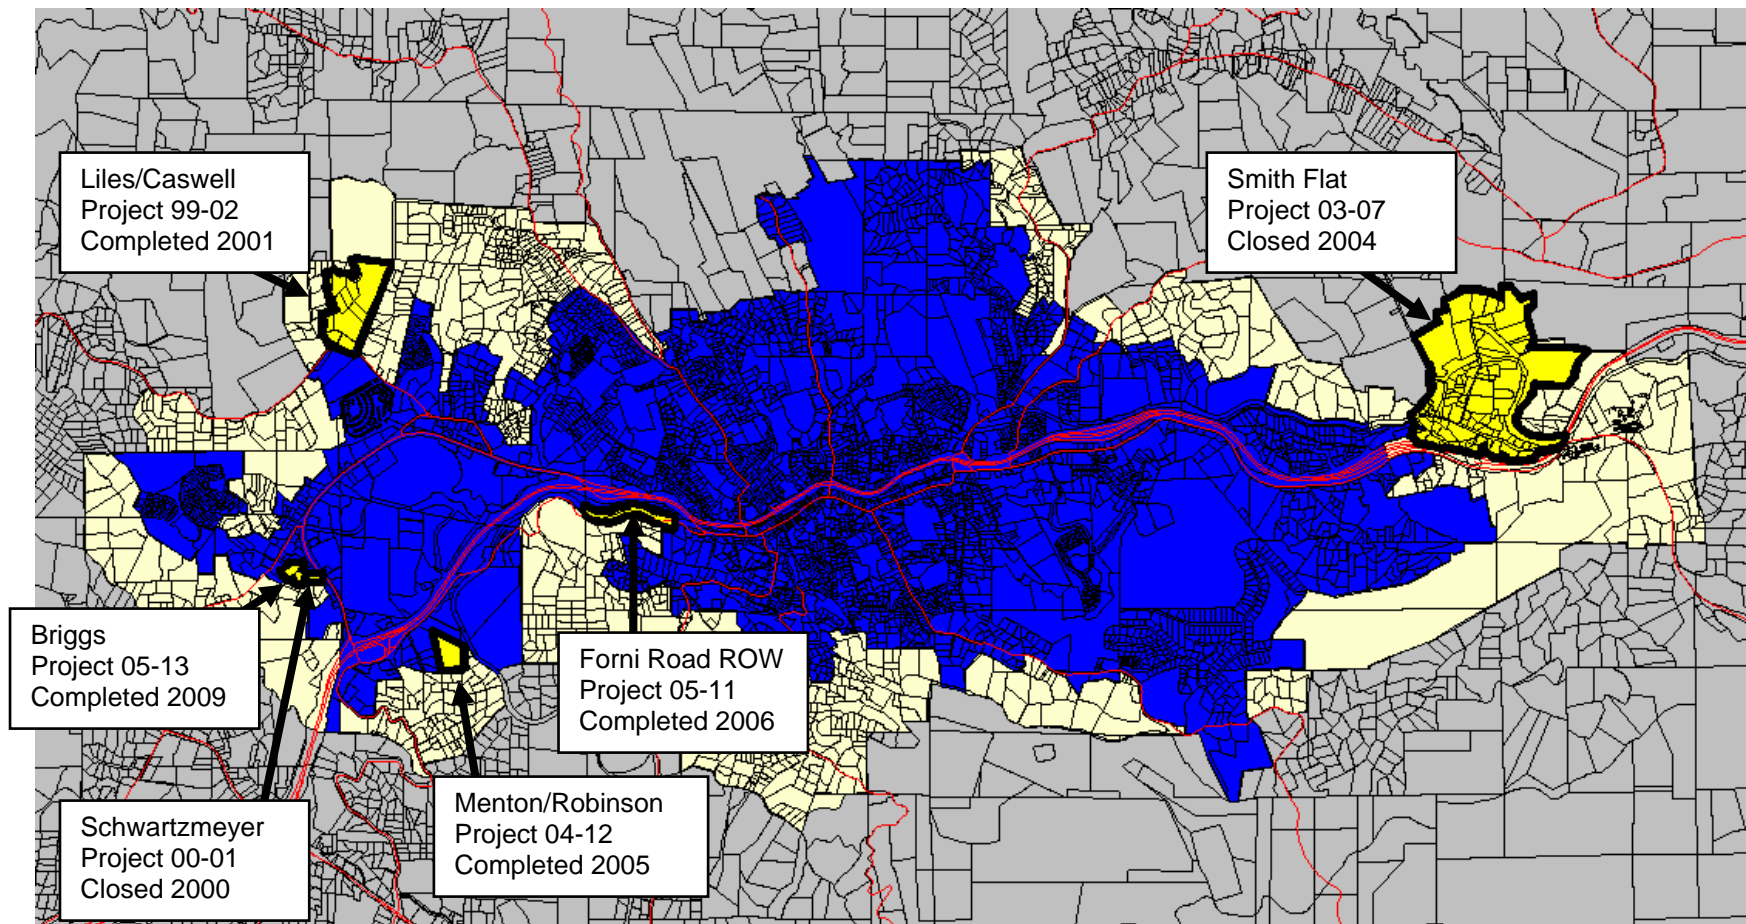 Liles/Caswell
Project 99-02
Completed 2001
Smith Flat
Project 03-07
Closed 2004
Briggs
Project 05-13
Completed 2009
Forni Road ROW
Project 05-11
Completed 2006
Schwartzmeyer
Project 00-01
Closed 2000
Menton/Robinson
Project 04-12
Completed 2005